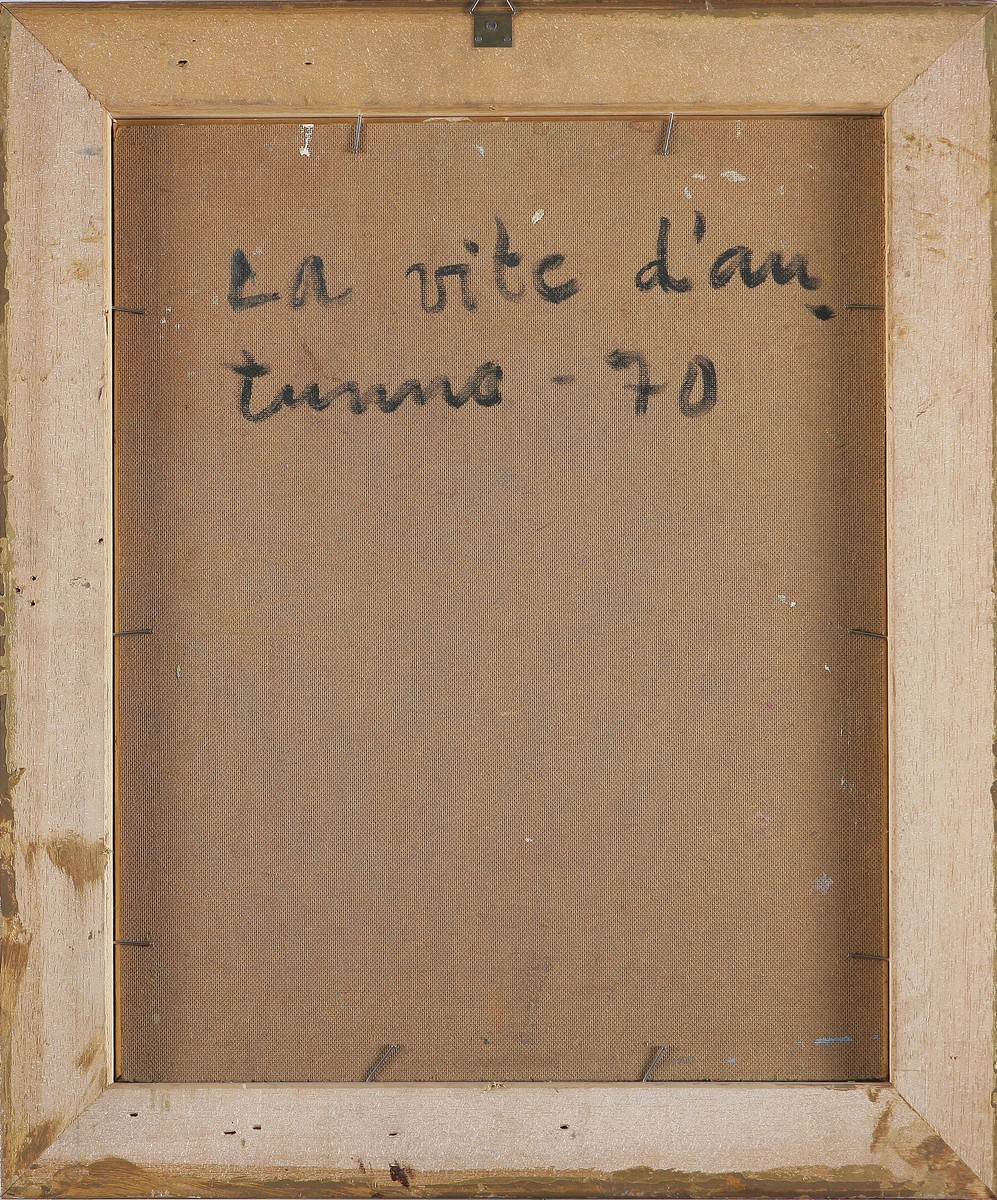 La vite d'au-
tunno - 70